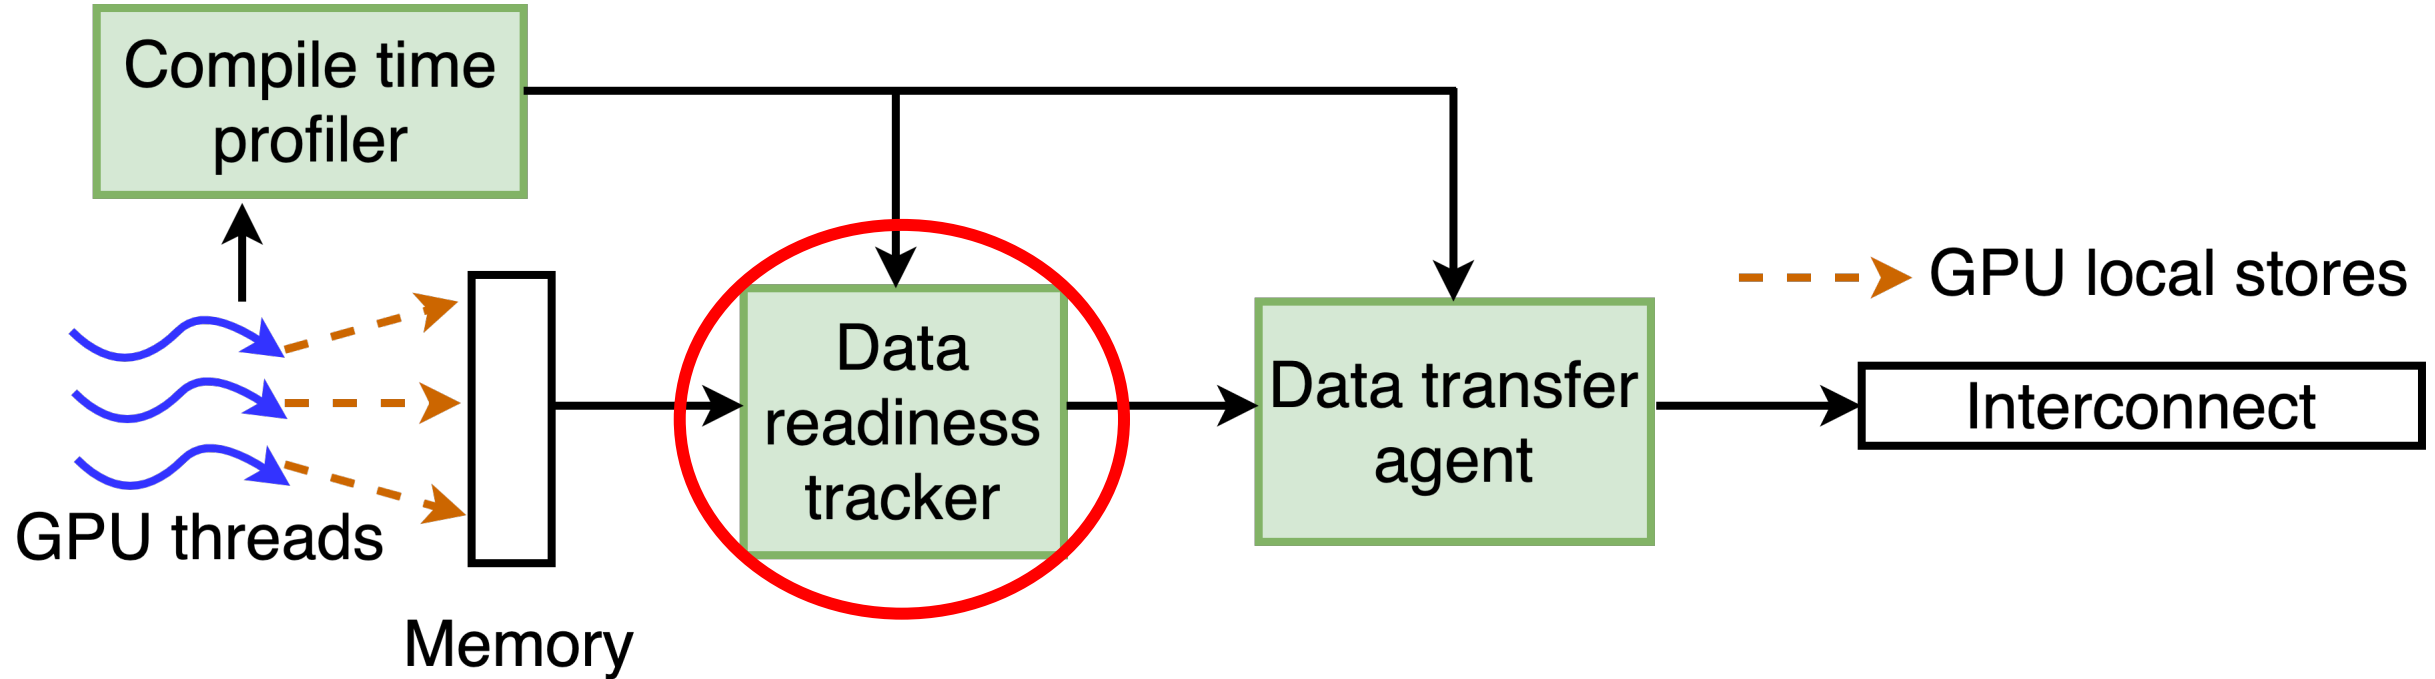 Compile time
profiler
GPU local stores
Data
readiness
tracker
Data transfer
agent
Interconnect
GPU threads
Memory